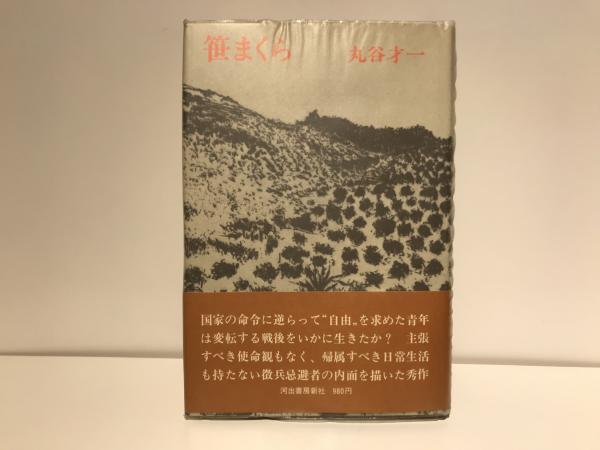 笹まくら 丸谷才一
国家の命令に逆らって“自由„を求めた青年
は変転する戦後をいかに生きたか? 主張
すべき使命観もなく、帰属すべき日常生活
も持たない徴兵忌避者の内面を描いた秀作
河出書房新社 980円